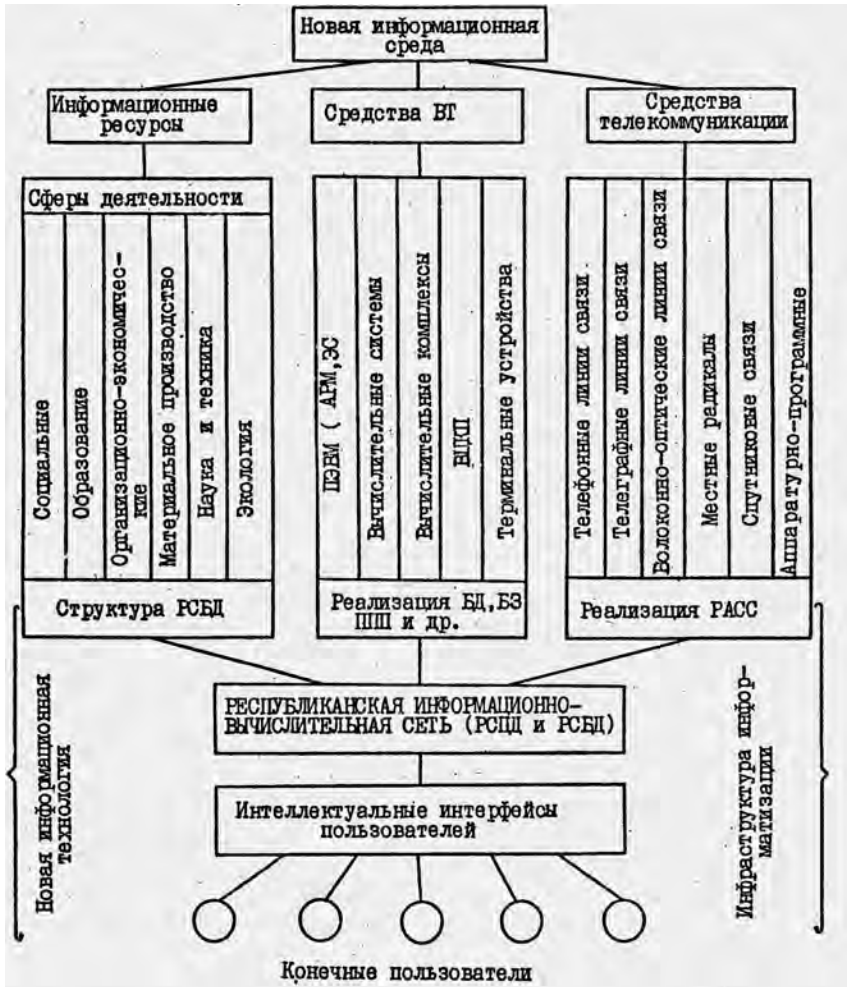 Новая информационная
среда
Информационные
ресурсы
Средства ВТ
Средства
телекоммуникации
Сферы деятельности
Социальные
Образование
Организационно-экономичес-
кие
Материальное производство
Наука и техника
Экология
ПЭВМ ( АРМ,ЭС
Вычислительные системы
Вычислительные комплексы
ВЦКП
Терминальные устройства
Телефонные линии связи
Телеграфные линии связи
Волоконно-оптические линии связи
Местные радикалы
Спутниковые связи
Аппаратурно-программные
Структура РСБД
Реализация БД,БЗ
ППП и др.
Реализация РАСС
РЕСПУБЛИКАНСКАЯ ИНФОРМАЦИОННО-
ВЫЧИСЛИТЕЛЬНАЯ СЕТЬ (РСПД и РСБД)
Интеллектуальные интерфейсы
пользователей
Новая информационная
технология
Инфраструктура инфор-
матизации
Конечные пользователи